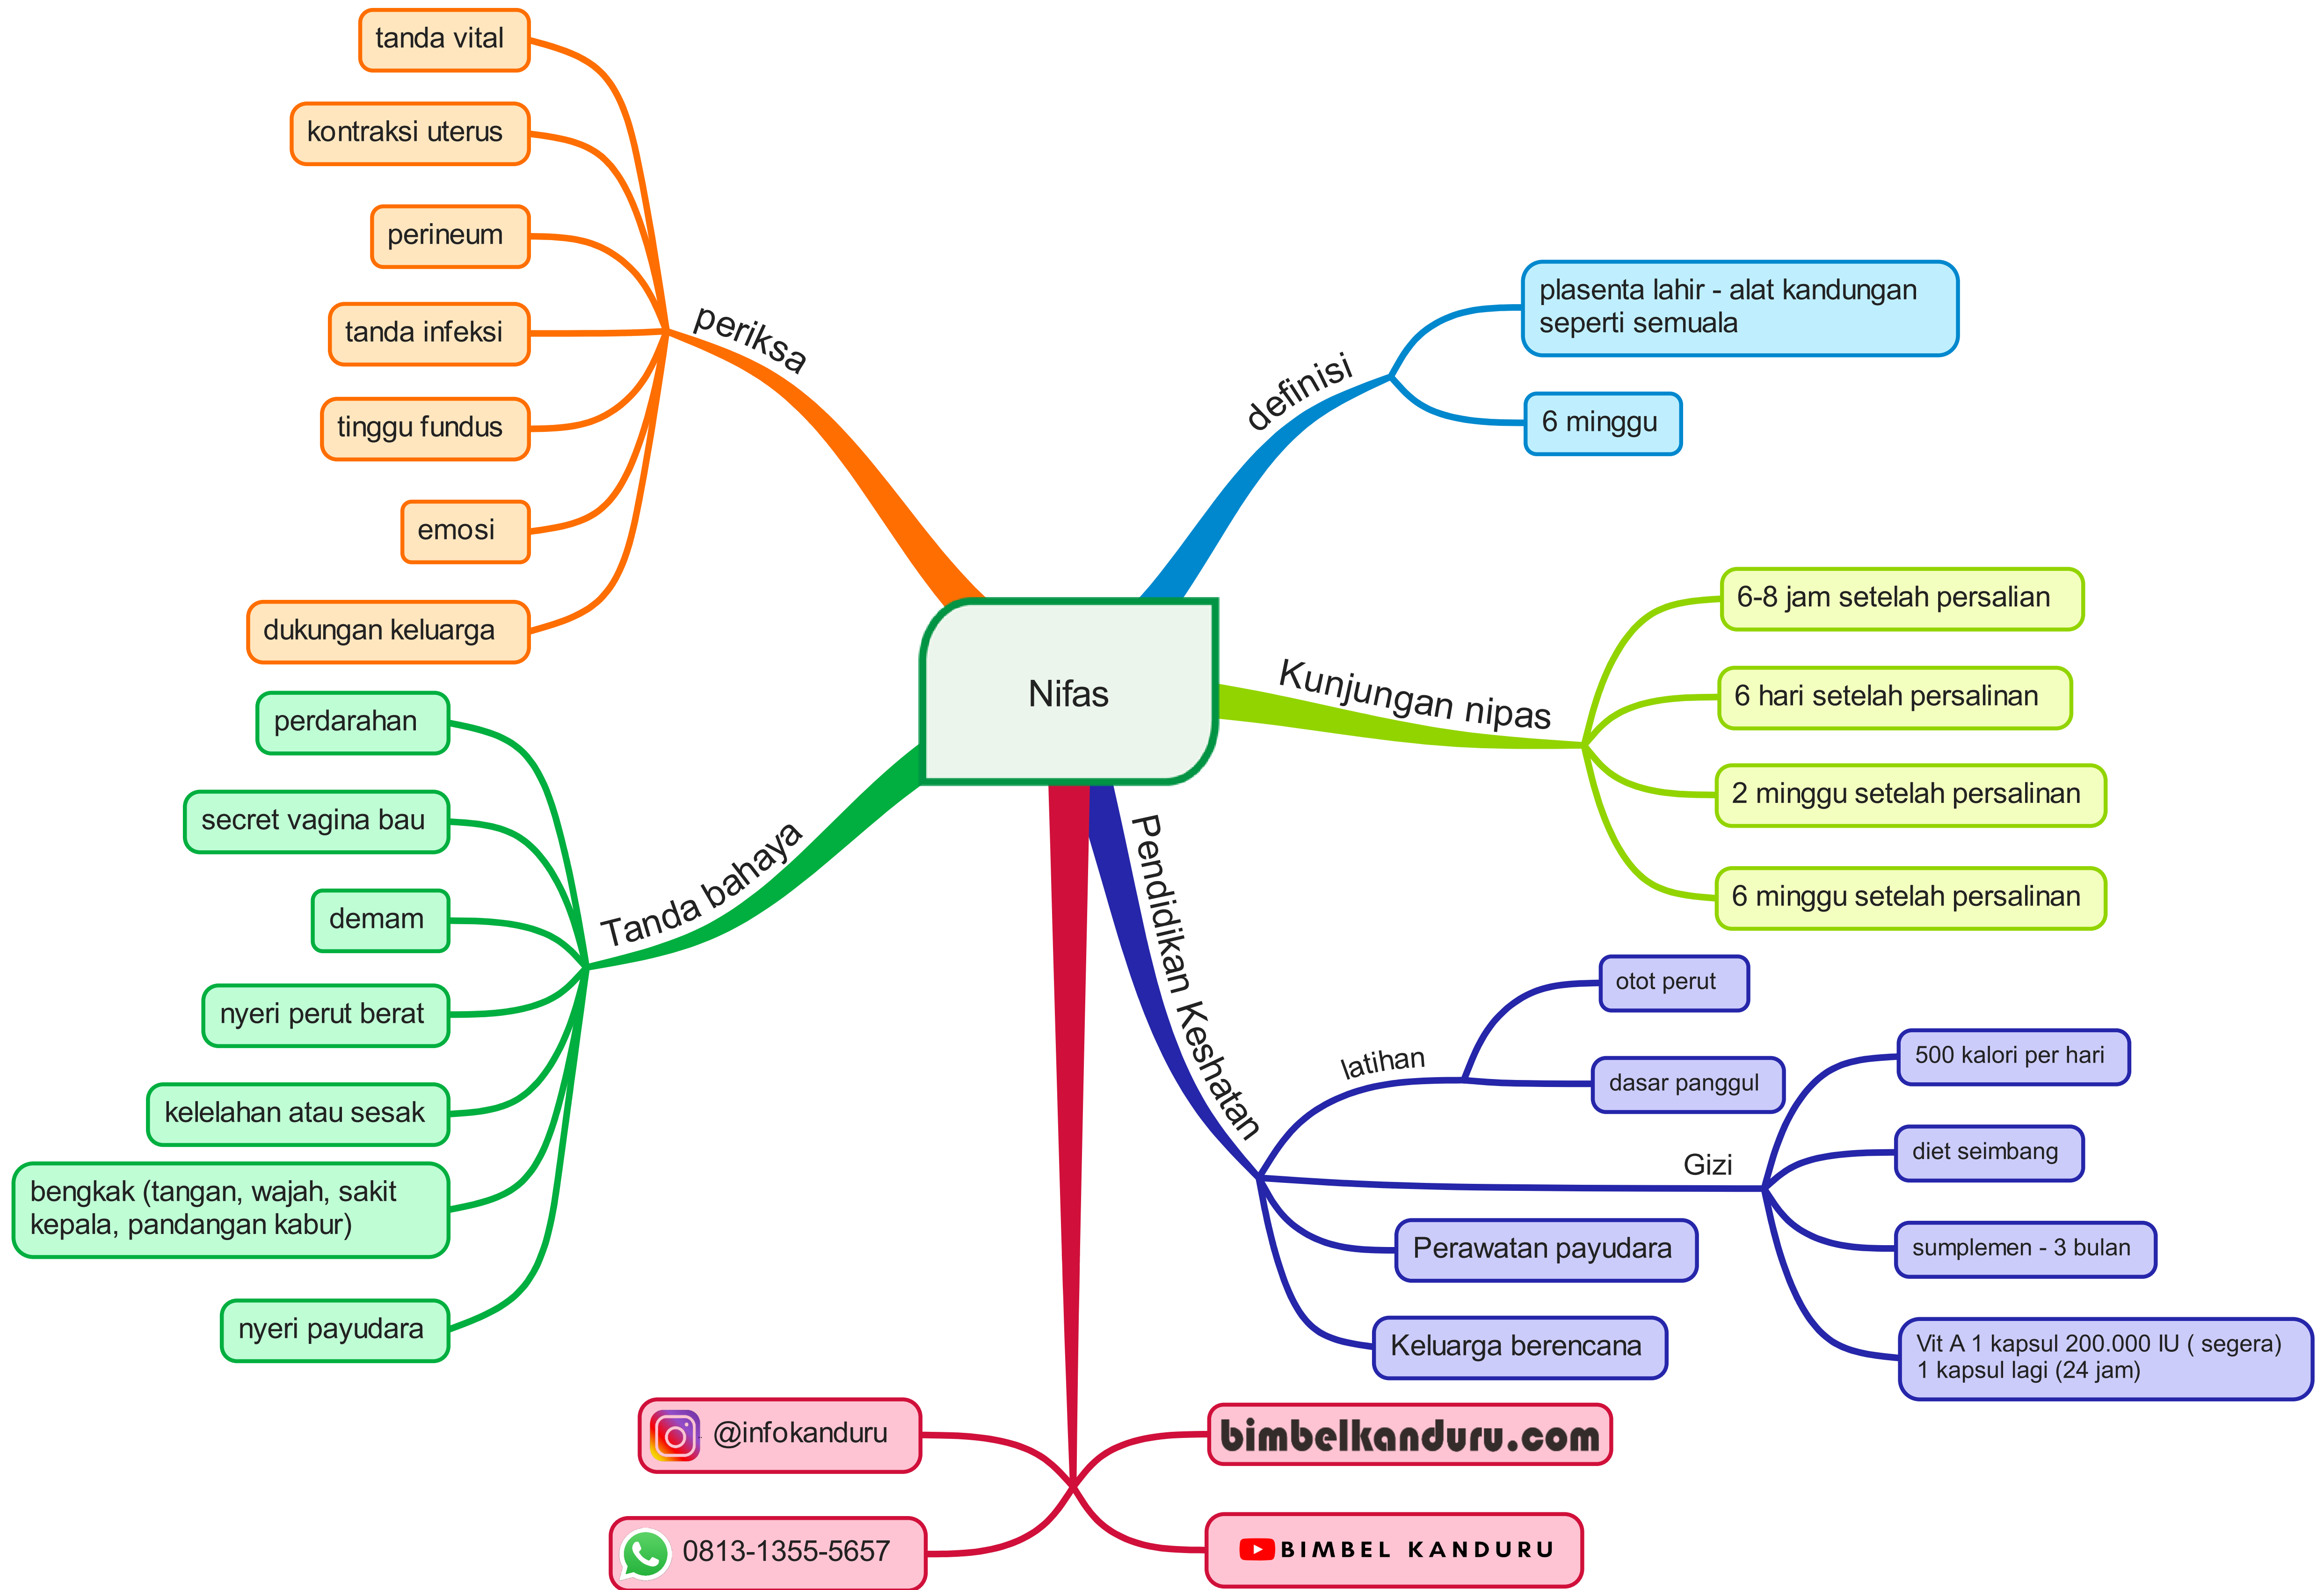 Nifas
definisi
plasenta lahir - alat kandungan
seperti semuala
6 minggu
Kunjungan nipas
6-8 jam setelah persalian
6 hari setelah persalinan
2 minggu setelah persalinan
6 minggu setelah persalinan
Pendidikan Keshatan
latihan
otot perut
dasar panggul
Gizi
500 kalori per hari
diet seimbang
sumplemen - 3 bulan
Vit A 1 kapsul 200.000 IU ( segera)
1 kapsul lagi (24 jam)
Perawatan payudara
Keluarga berencana
bimbelkanduru.com
BIMBEL KANDURU
@infokanduru
0813-1355-5657
Tanda bahaya
perdarahan
secret vagina bau
demam
nyeri perut berat
kelelahan atau sesak
bengkak (tangan, wajah, sakit
kepala, pandangan kabur)
nyeri payudara
periksa
tanda vital
kontraksi uterus
perineum
tanda infeksi
tinggu fundus
emosi
dukungan keluarga